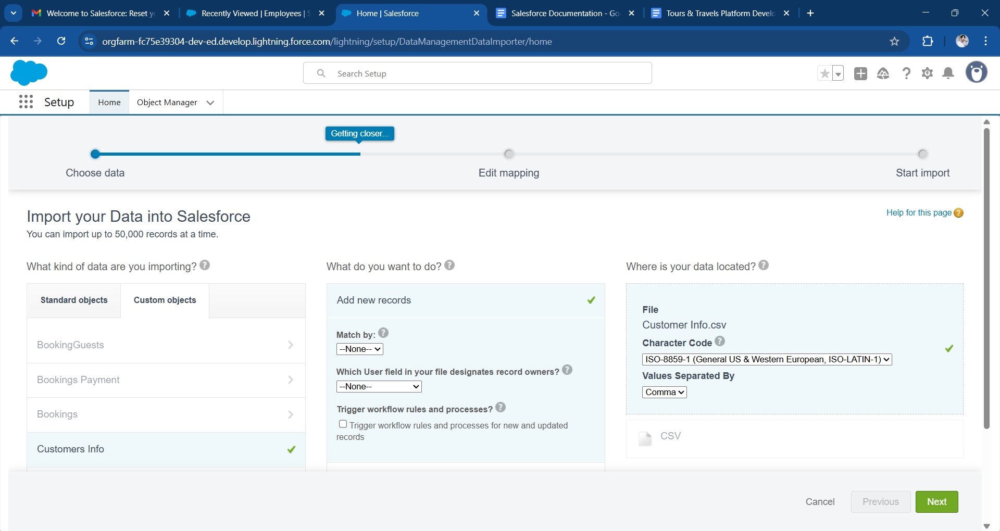 Welcome to Salesforce: Reset yo
Recently Viewed | Employees | S
Home | Salesforce
Salesforce Documentation - Go
Tours & Travels Platform Develo
orgfarm-fc75e39304-dev-ed.develop.lightning.force.com/lightning/setup/DataManagementDataImporter/home
Search Setup
Setup
Home
Object Manager
Getting closer...
Choose data
Edit mapping
Start import
Import your Data into Salesforce
Help for this page ?
You can import up to 50,000 records at a time.
What kind of data are you importing? ?
What do you want to do? ?
Where is your data located? ?
Standard objects
Custom objects
BookingGuests
Bookings Payment
Bookings
Customers Info
Add new records
Match by: ?
--None--
Which User field in your file designates record owners? ?
--None--
Trigger workflow rules and processes? ?
Trigger workflow rules and processes for new and updated
records
File
Customer Info.csv
Character Code ?
ISO-8859-1 (General US & Western European, ISO-LATIN-1)
Values Separated By
Comma
CSV
Cancel
Previous
Next